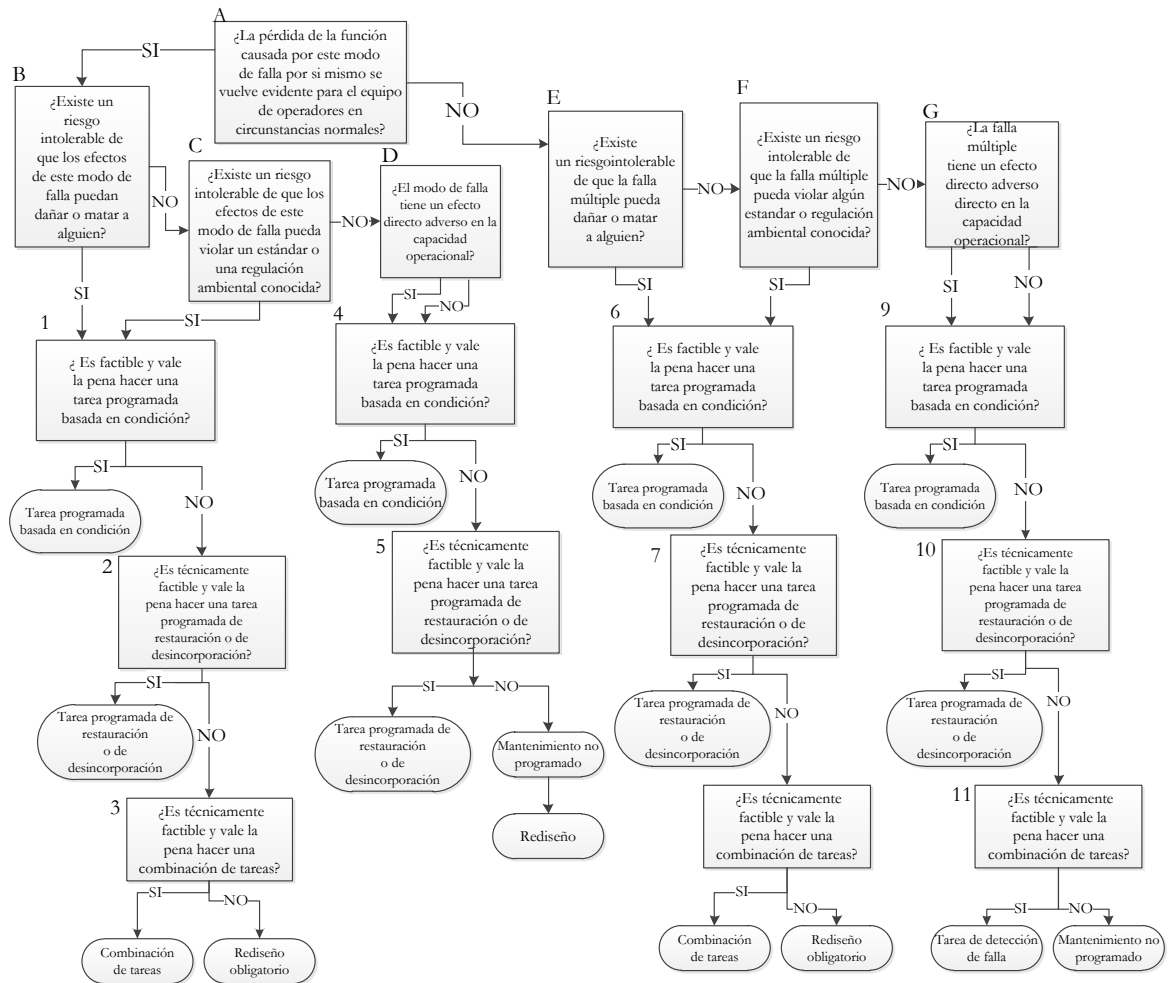 A
¿La pérdida de la función
causada por este modo
de falla por si mismo se
vuelve evidente para el equipo
de operadores en
circunstancias normales?
SI
NO
B
¿Existe un
riesgo
intolerable
de que los efectos
de este modo de
falla puedan
dañar o matar a
alguien?
NO
SI
C
¿Existe un riesgo
intolerable de que los
efectos de este
modo de falla pueda
violar un estándar o
una regulación
ambiental conocida?
NO
SI
D
¿El modo de falla
tiene un efecto
directo adverso en la
capacidad
operacional?
SI
NO
E
¿Existe
un riesgointolerable
de que la falla
múltiple pueda
dañar o matar
a alguien?
NO
SI
F
¿Existe un riesgo
intolerable de
que la falla múltiple
pueda violar algún
estandar o regulación
ambiental conocida?
NO
SI
G
¿La falla
múltiple
tiene un efecto
directo adverso
directo en la
capacidad
operacional?
SI
NO
1
¿ Es factible y vale
la pena hacer una
tarea programada
basada en condición?
SI
NO
Tarea programada
basada en condición
4
¿Es factible y vale
la pena hacer una
tarea programada
basada en condición?
SI
NO
Tarea programada
basada en condición
6
¿ Es factible y vale
la pena hacer una
tarea programada
basada en condición?
SI
NO
Tarea programada
basada en condición
9
¿ Es factible y vale
la pena hacer una
tarea programada
basada en condición?
SI
NO
Tarea programada
basada en condición
2
¿Es técnicamente
factible y vale la
pena hacer una tarea
programada de
restauración o de
desincorporación?
SI
NO
Tarea programada de
restauración
o de
desincorporación
5
¿Es técnicamente
factible y vale la
pena hacer una tarea
programada de
restauración o de
desincorporación?
SI
NO
Tarea programada de
restauración
o de
desincorporación
Mantenimiento no
programado
Rediseño
7
¿Es técnicamente
factible y vale la
pena hacer una tarea
programada de
restauración o de
desincorporación?
SI
NO
Tarea programada de
restauración
o de
desincorporación
10
¿Es técnicamente
factible y vale la
pena hacer una tarea
programada de
restauración o de
desincorporación?
SI
NO
Tarea programada de
restauración
o de
desincorporación
3
¿Es técnicamente
factible y vale la
pena hacer una
combinación de tareas?
SI
NO
Combinación
de tareas
Rediseño
obligatorio
¿Es técnicamente
factible y vale la
pena hacer una
combinación de tareas?
SI
NO
Combinación
de tareas
Rediseño
obligatorio
11
¿Es técnicamente
factible y vale la
pena hacer una
combinación de tareas?
SI
NO
Tarea de detección
de falla
Mantenimiento no
programado